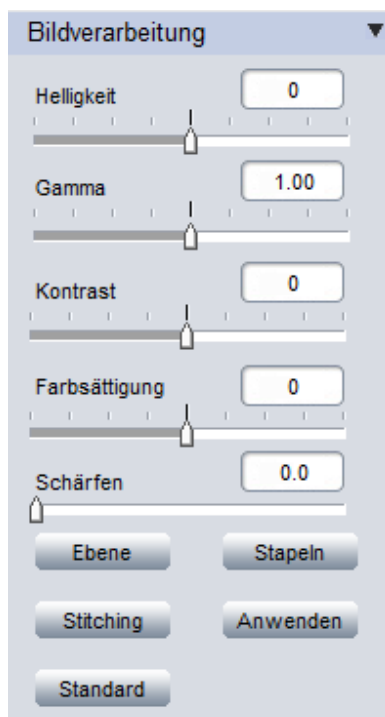 Bildverarbeitung
Helligkeit 0
Gamma 1.00
Kontrast 0
Farbsättigung 0
Schärfen 0.0
Ebene Stapeln
Stitching Anwenden
Standard